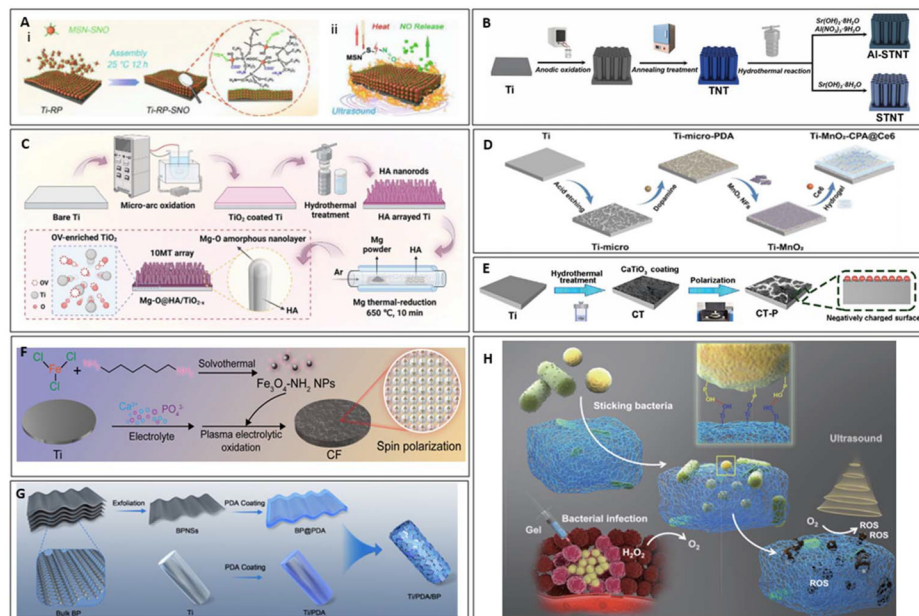 A
i
MSN-SNO
Assembly
25 °C 12 h
Ti-RP
Ti-RP-SNO
ii
Heat
NO Release
MSN
Ultrasound
B
Ti
Anodic oxidation
Annealing treatment
TNT
Hydrothermal reaction
Sr(OH)₂·8H₂O
Al(NO₃)₃·9H₂O
Al-STNT
Sr(OH)₂·8H₂O
STNT
C
Bare Ti
Micro-arc oxidation
TiO₂ coated Ti
Hydrothermal
treatment
HA nanorods
HA arrayed Ti
OV-enriched TiO₂
OV
Ti
O
10MT array
Mg-O@HA/TiO₂₋ₓ
Mg-O amorphous nanolayer
HA
Ar
Mg
powder
HA
Mg thermal-reduction
650 °C, 10 min
D
Ti
Acid etching
Ti-micro
Dopamine
Ti-micro-PDA
MnO₂ NPs
Ti-MnO₂
Ce6
Hydrogel
Ti-MnO₂-CPA@Ce6
E
Ti
Hydrothermal
treatment
CaTiO₃ coating
CT
Polarization
CT-P
Negatively charged surface
F
Cl
Cl
Fe
Cl
+
NH₂
NH₂
Solvothermal
Fe₃O₄-NH₂ NPs
Ti
Ca²⁺
PO₄³⁻
Electrolyte
Plasma electrolytic
oxidation
CF
Spin polarization
G
Bulk BP
Exfoliation
BPNSs
PDA Coating
BP@PDA
Ti
PDA Coating
Ti/PDA
Ti/PDA/BP
H
Sticking bacteria
Ultrasound
Gel
Bacterial infection
H₂O₂
O₂
O₂
ROS
ROS
ROS